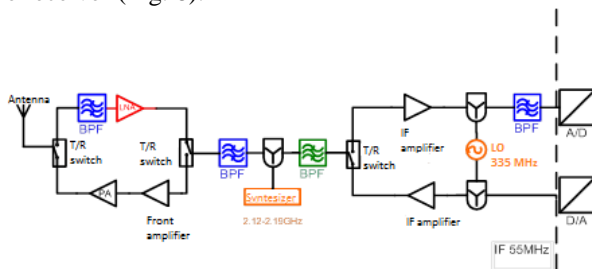 Antenna
BPF
LNA
T/R
switch
T/R
switch
PA
Front
amplifier
BPF
Syntesizer
2.12-2.19GHz
BPF
T/R
switch
IF
amplifier
IF amplifier
LO
335 MHz
BPF
A/D
D/A
IF 55MHz